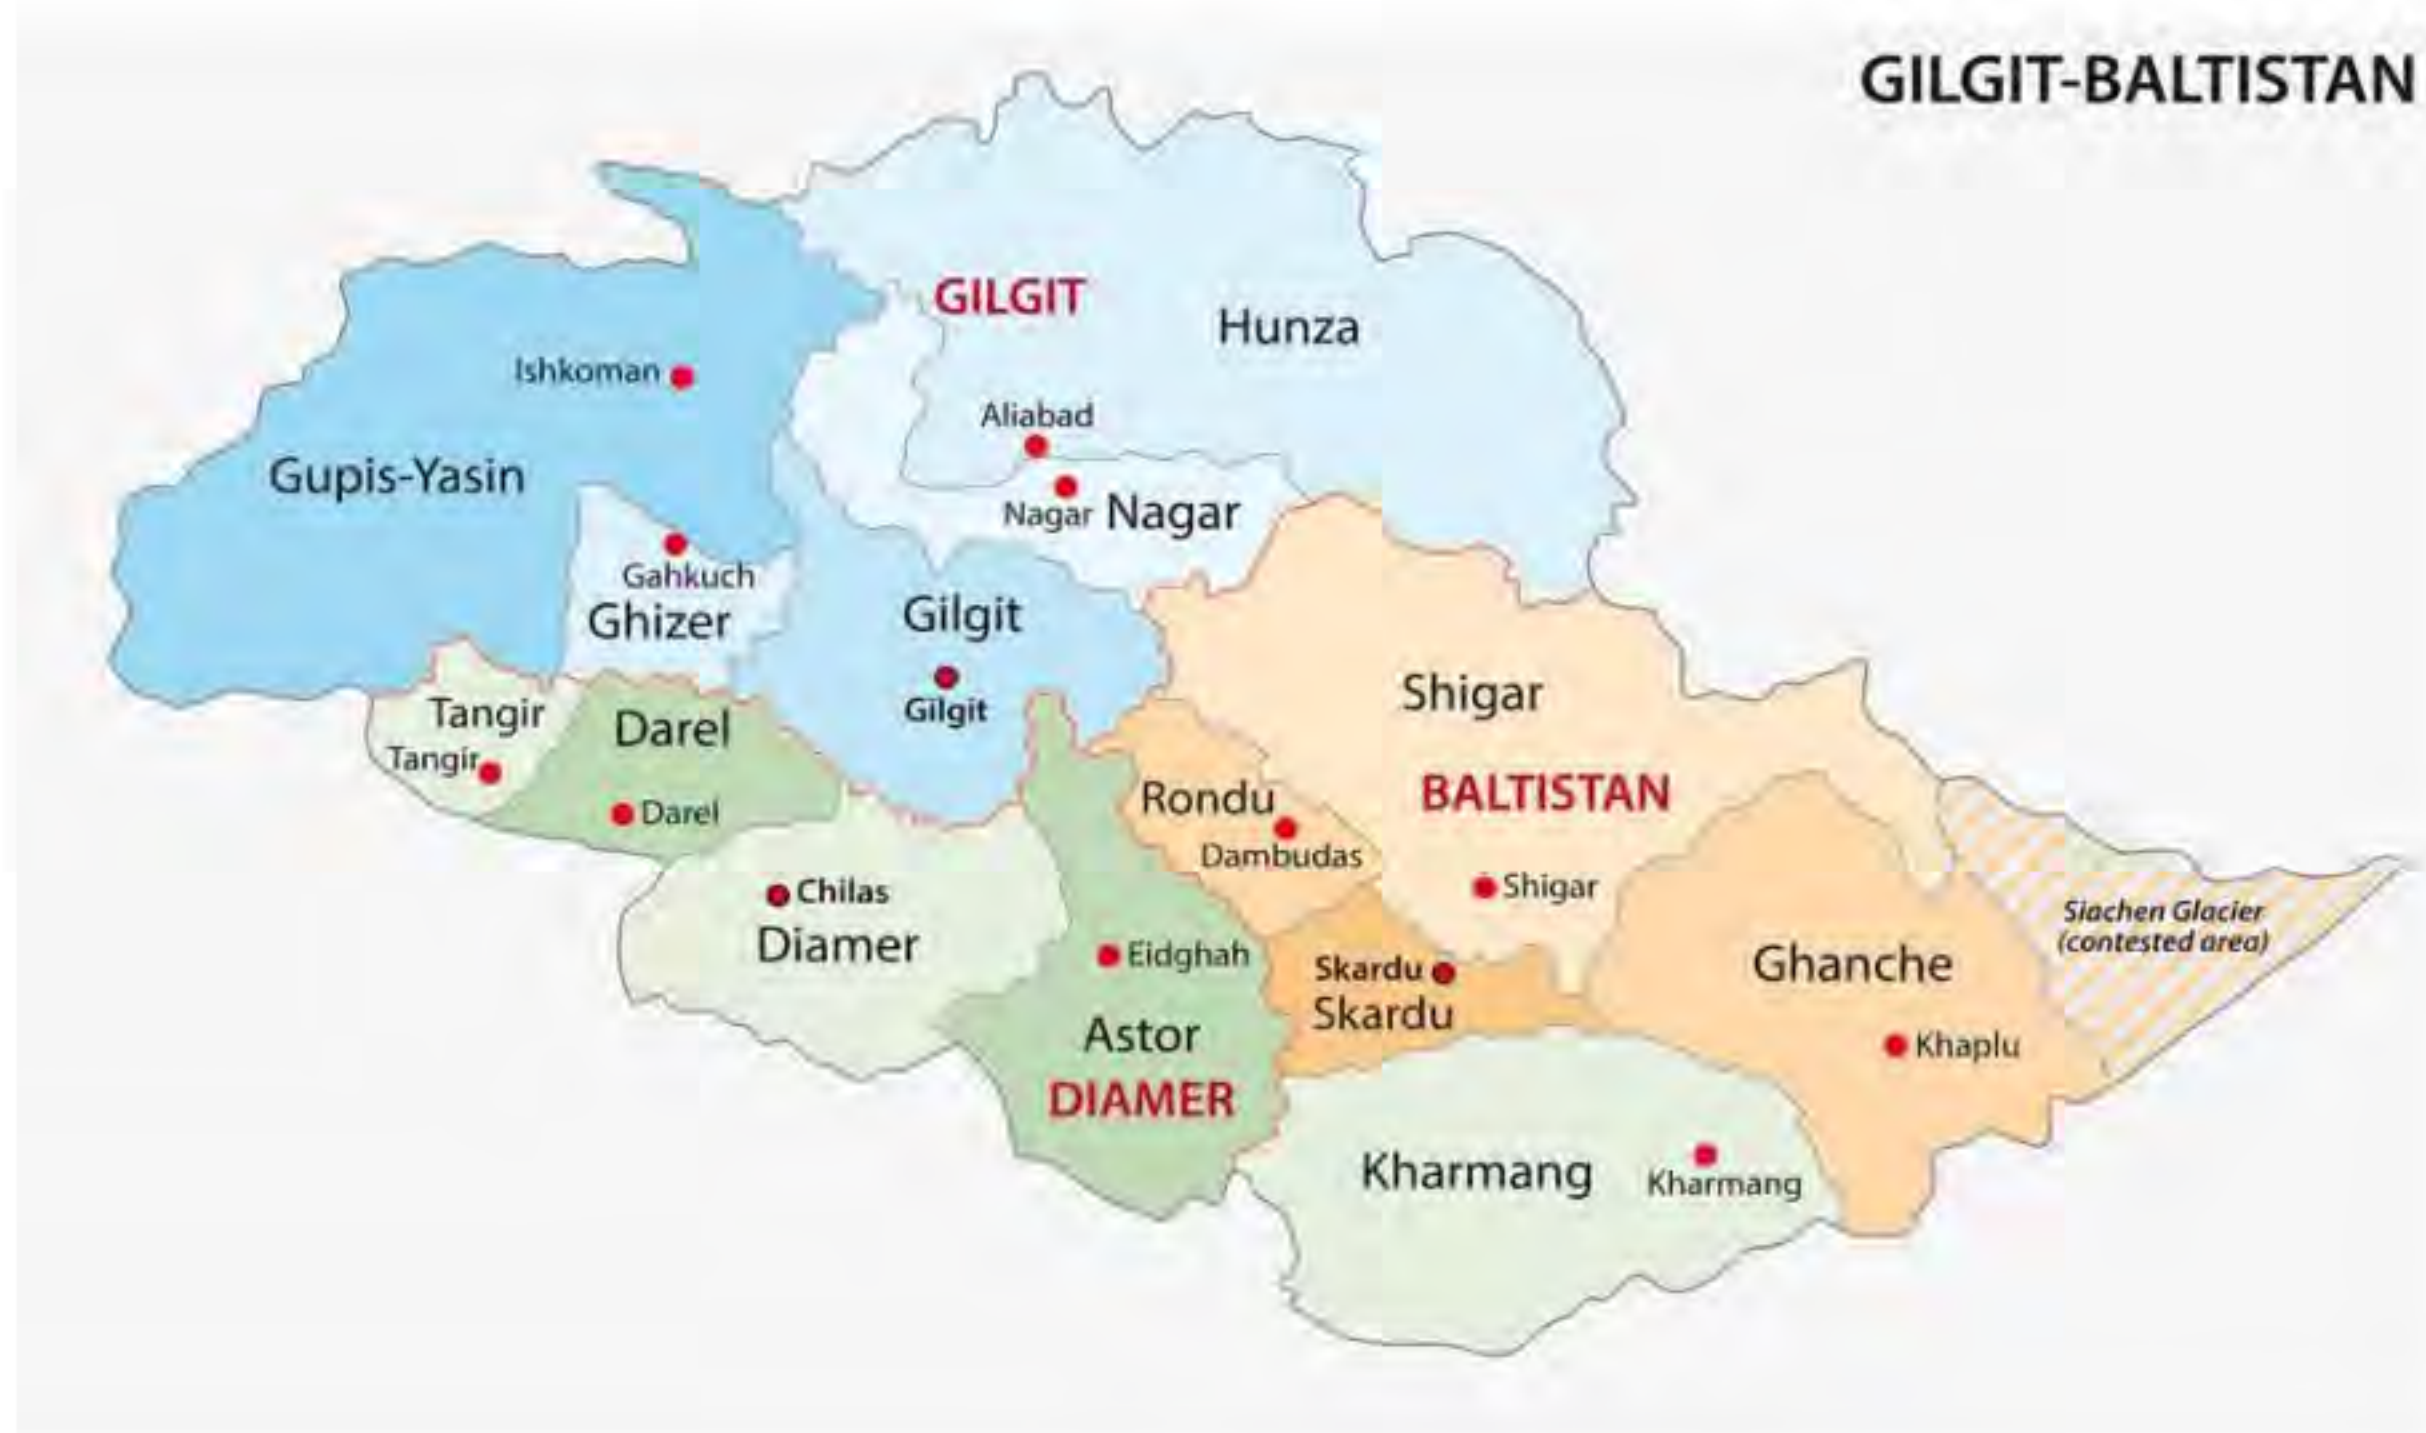 GILGIT-BALTISTAN
GILGIT
Hunza
Ishkoman
Aliabad
Gupis-Yasin
Nagar
Nagar
Gahkuch
Ghizer
Gilgit
Gilgit
Tangir
Tangir
Darel
Darel
Shigar
BALTISTAN
Rondu
Dambudas
Shigar
Chilas
Diamer
Siachen Glacier
(contested area)
Eidghah
Astor
DIAMER
Skardu
Skardu
Ghanche
Khaplu
Kharmang
Kharmang